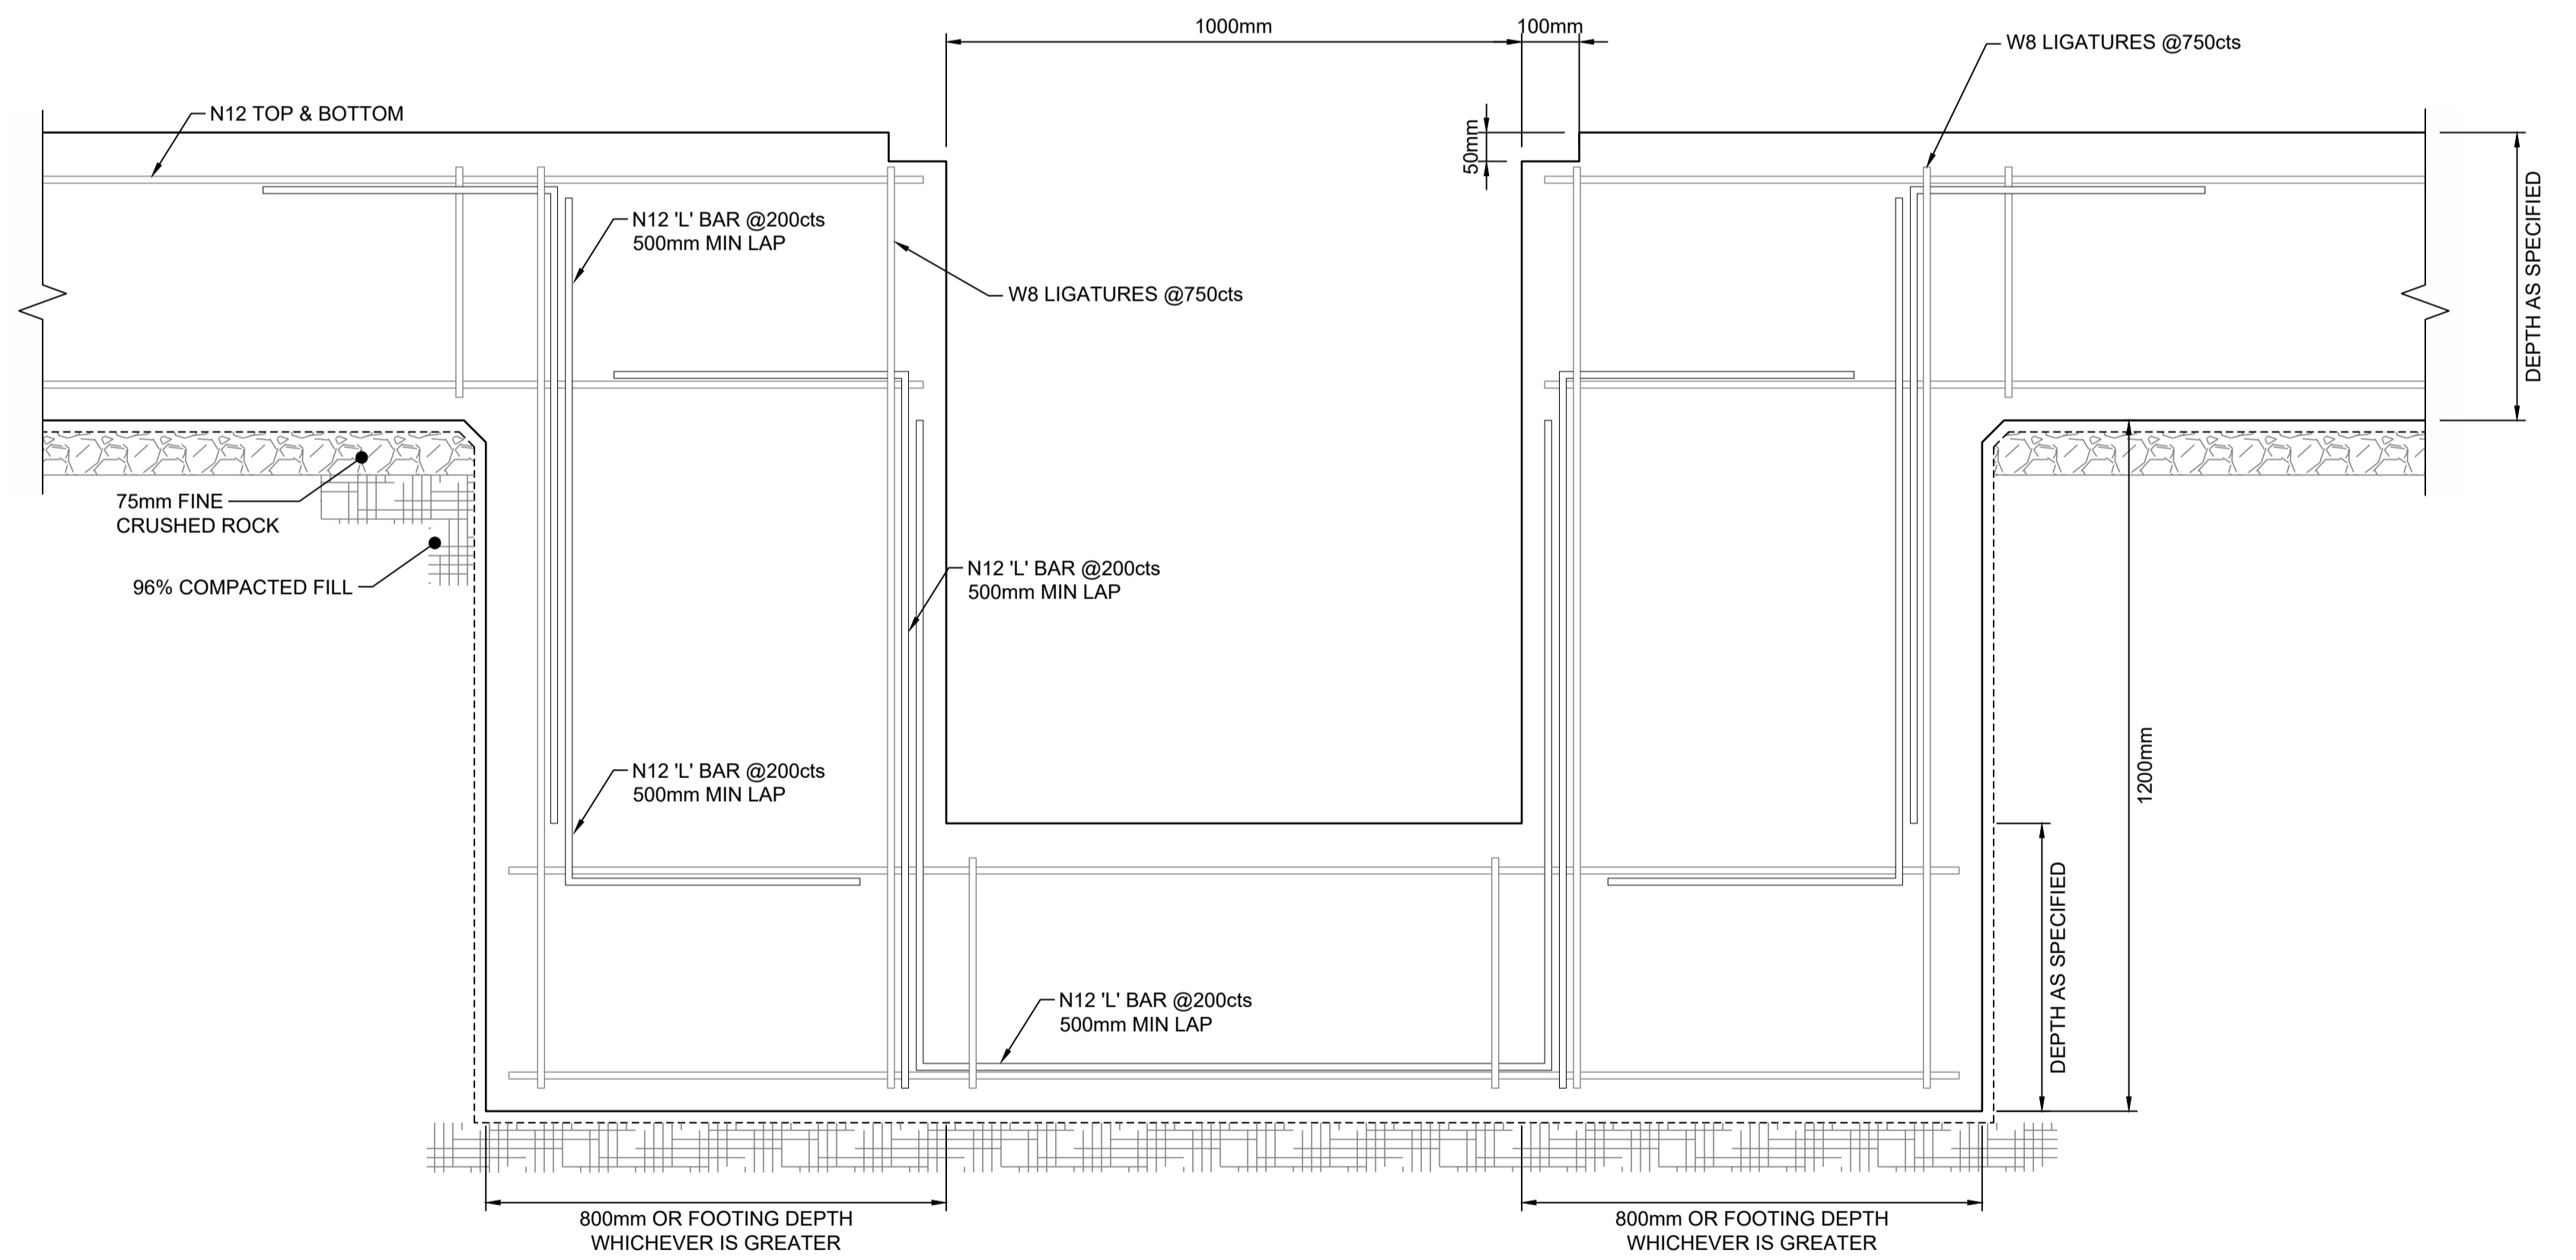 1000mm
100mm
W8 LIGATURES @750cts
N12 TOP & BOTTOM
50mm
N12 'L' BAR @200cts
500mm MIN LAP
DEPTH AS SPECIFIED
W8 LIGATURES @750cts
75mm FINE
CRUSHED ROCK
96% COMPACTED FILL
N12 'L' BAR @200cts
500mm MIN LAP
1200mm
N12 'L' BAR @200cts
500mm MIN LAP
DEPTH AS SPECIFIED
N12 'L' BAR @200cts
500mm MIN LAP
800mm OR FOOTING DEPTH
WHICHEVER IS GREATER
800mm OR FOOTING DEPTH
WHICHEVER IS GREATER